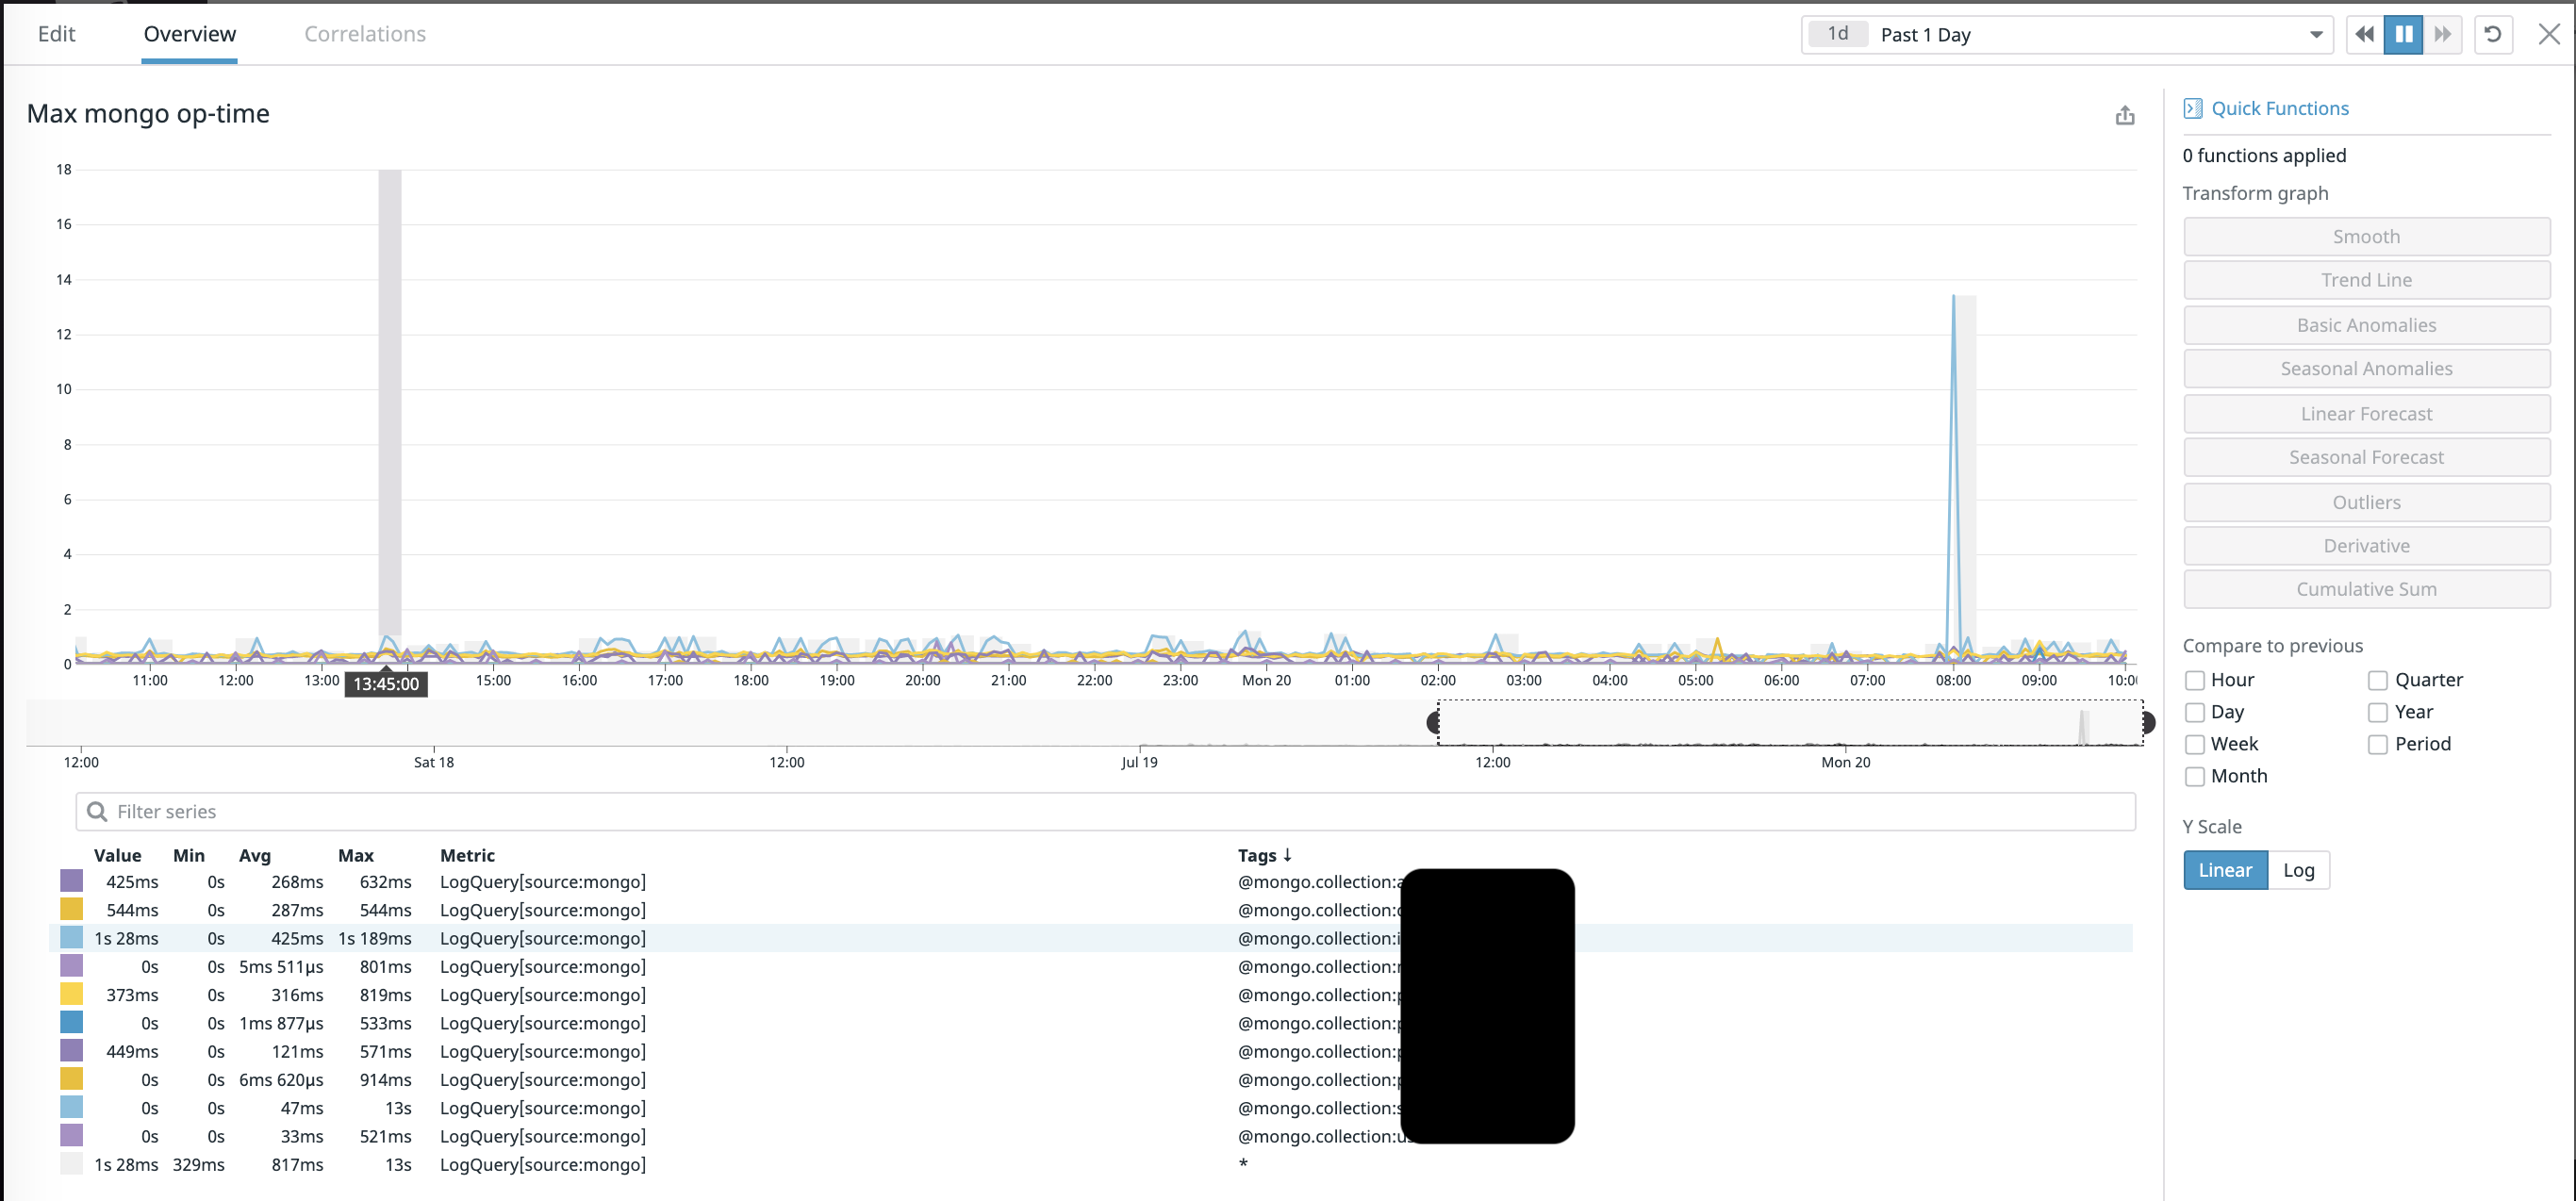 Edit Overview Correlations 1d Past 1 Day
Max mongo op-time
18
16
14
12
10
8
6
4
2
0
11:00 12:00 13:00 13:45:00 15:00 16:00 17:00 18:00 19:00 20:00 21:00 22:00 23:00 Mon 20 01:00 02:00 03:00 04:00 05:00 06:00 07:00 08:00 09:00 10:00
12:00 Sat 18 12:00 Jul 19 12:00 Mon 20
Filter series
Value Min Avg Max Metric Tags ↓
425ms 0s 268ms 632ms LogQuery[source:mongo] @mongo.collection:a
544ms 0s 287ms 544ms LogQuery[source:mongo] @mongo.collection:
1s 28ms 0s 425ms 1s 189ms LogQuery[source:mongo] @mongo.collection:i
0s 0s 5ms 511µs 801ms LogQuery[source:mongo] @mongo.collection:
373ms 0s 316ms 819ms LogQuery[source:mongo] @mongo.collection:p
0s 0s 1ms 877µs 533ms LogQuery[source:mongo] @mongo.collection:p
449ms 0s 121ms 571ms LogQuery[source:mongo] @mongo.collection:p
0s 0s 6ms 620µs 914ms LogQuery[source:mongo] @mongo.collection:p
0s 0s 47ms 13s LogQuery[source:mongo] @mongo.collection:s
0s 0s 33ms 521ms LogQuery[source:mongo] @mongo.collection:u
1s 28ms 329ms 817ms 13s LogQuery[source:mongo] *
Quick Functions
0 functions applied
Transform graph
Smooth
Trend Line
Basic Anomalies
Seasonal Anomalies
Linear Forecast
Seasonal Forecast
Outliers
Derivative
Cumulative Sum
Compare to previous
Hour Quarter
Day Year
Week Period
Month
Y Scale
Linear Log